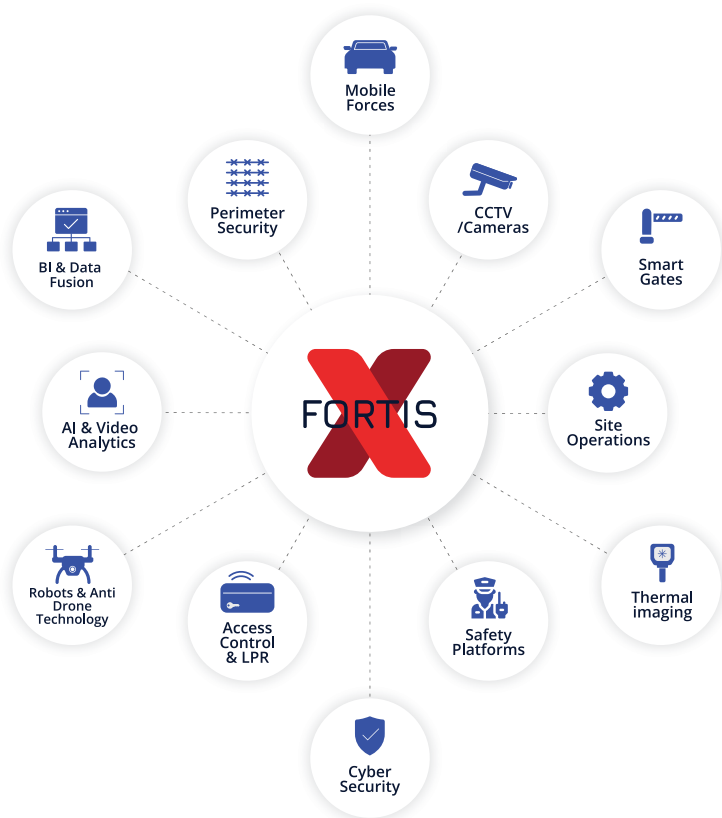 Mobile
Forces
Perimeter
Security
CCTV
/Cameras
BI & Data
Fusion
Smart
Gates
FORTIS
AI & Video
Analytics
Site
Operations
Robots & Anti
Drone
Technology
Access
Control
& LPR
Safety
Platforms
Thermal
imaging
Cyber
Security